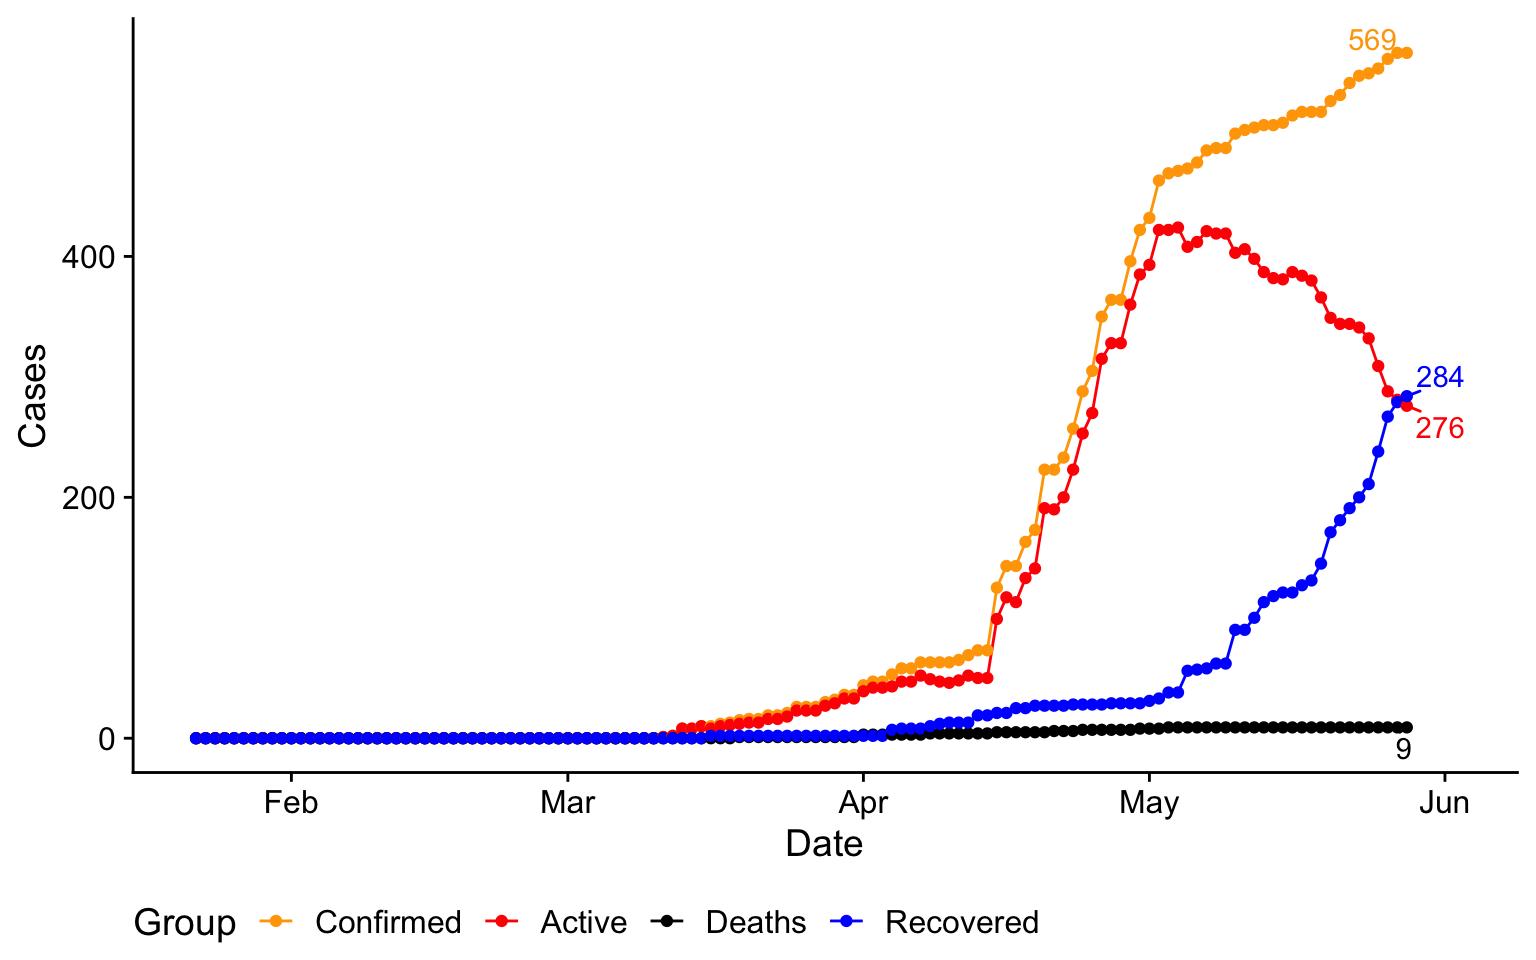 569
400
284
276
200
0
9
Feb Mar Apr May Jun
Cases
Date
Group Confirmed Active Deaths Recovered